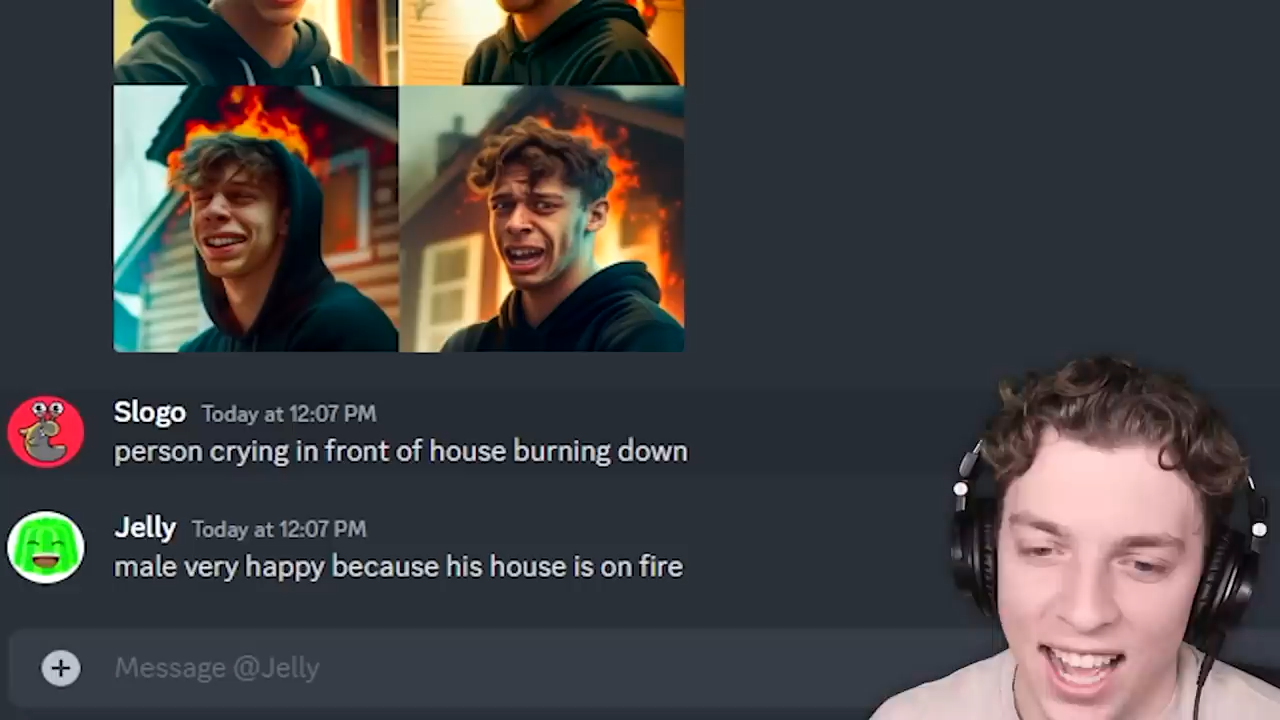 Slogo Today at 12:07 PM
person crying in front of house burning down
Jelly Today at 12:07 PM
male very happy because his house is on fire
Message @Jelly